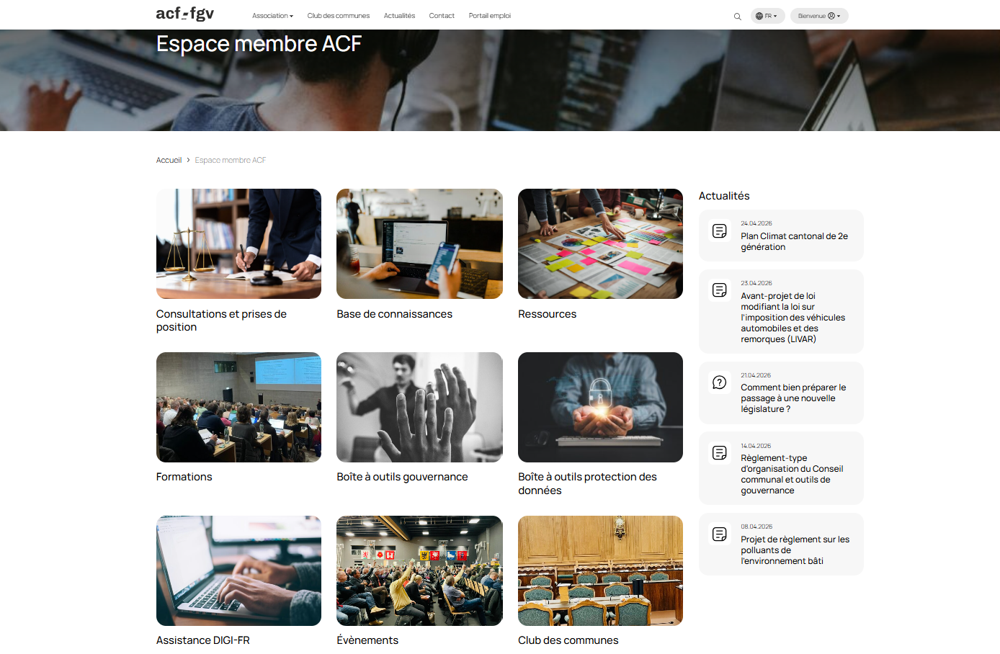 acf-fgv
Association
Club des communes
Actualités
Contact
Portail emploi
FR
Bienvenue
Espace membre ACF
Accueil > Espace membre ACF
Consultations et prises de
position
Base de connaissances
Ressources
Formations
Boîte à outils gouvernance
Boîte à outils protection des
données
Assistance DIGI-FR
Évènements
Club des communes
Actualités
24.04.2026
Plan Climat cantonal de 2e
génération
23.04.2026
Avant-projet de loi
modifiant la loi sur
l'imposition des véhicules
automobiles et des
remorques (LIVAR)
21.04.2026
Comment bien préparer le
passage à une nouvelle
législature ?
14.04.2026
Règlement-type
d'organisation du Conseil
communal et outils de
gouvernance
08.04.2026
Projet de règlement sur les
polluants de
l'environnement bâti